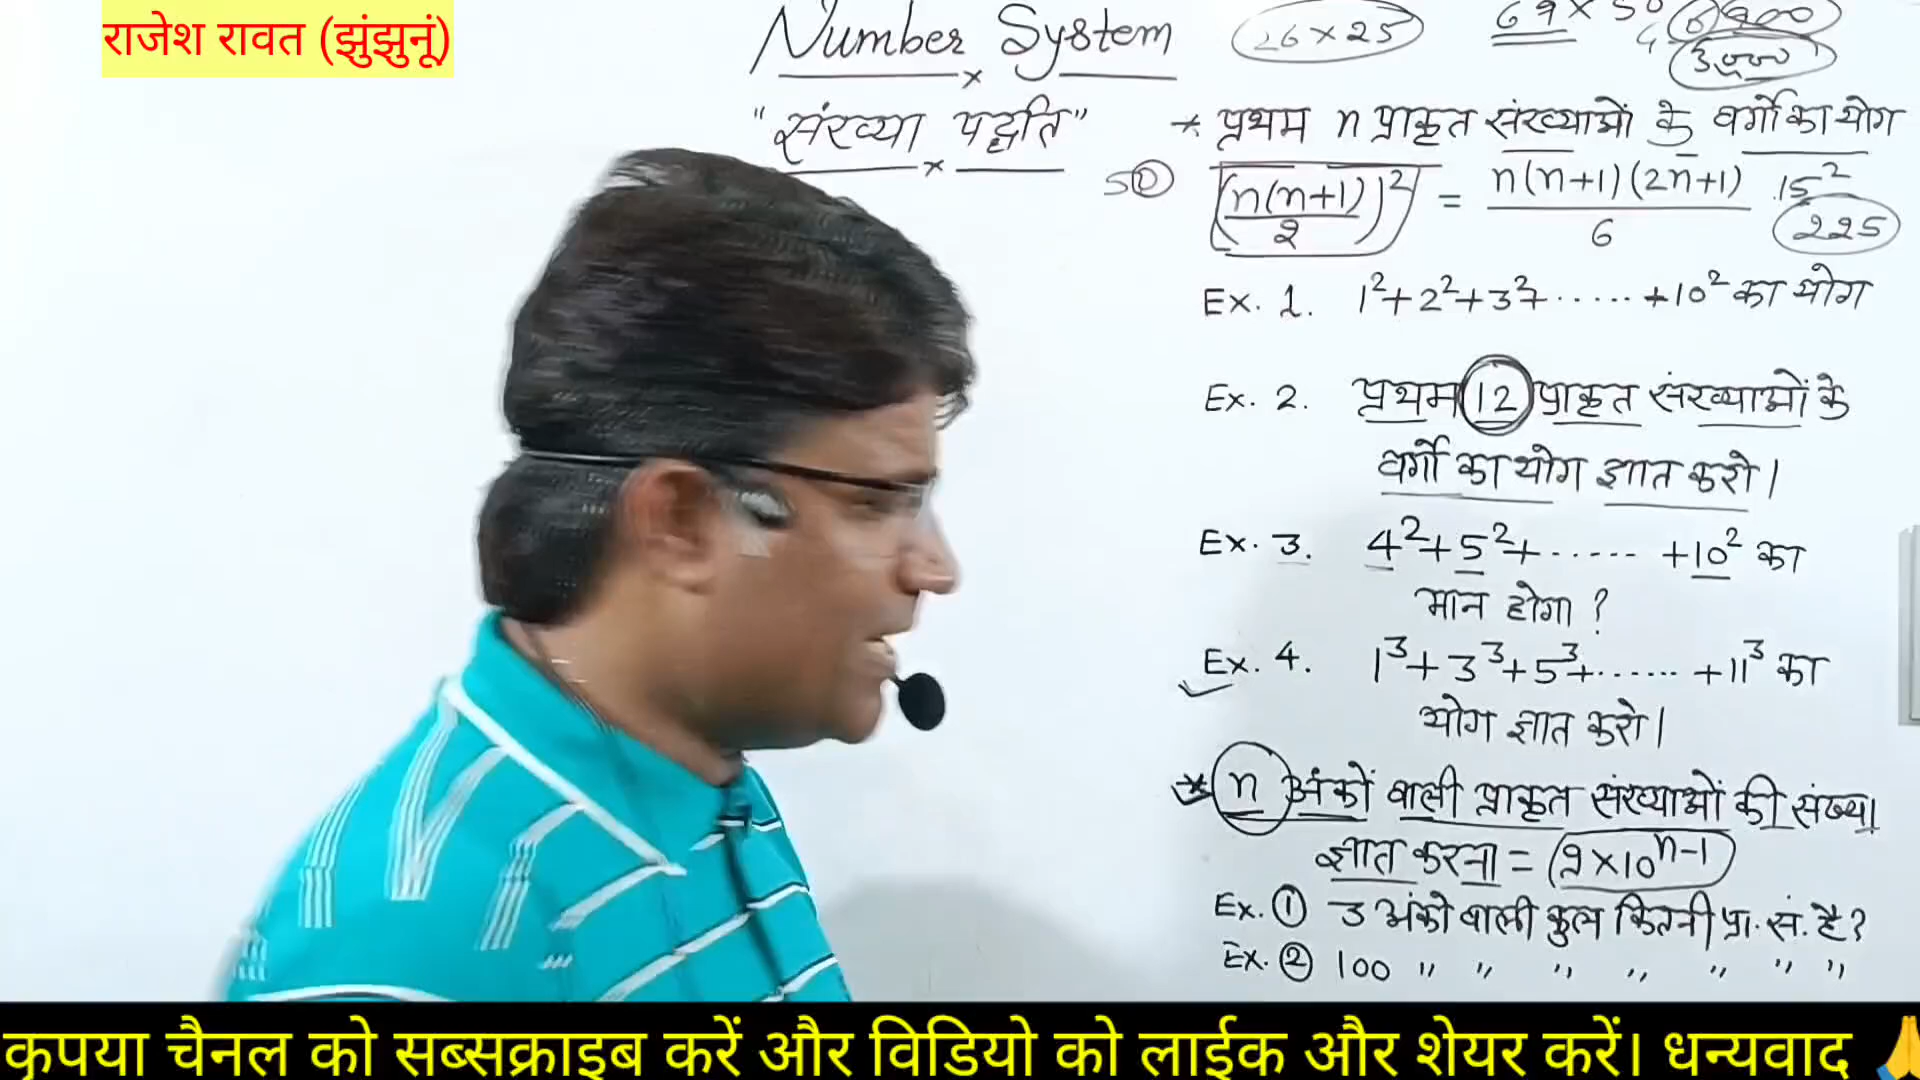 राजेश रावत (झुंझुनूं)
Number System
26 × 25
69 × 50
3000
"संख्या पद्धति"
* प्रथम n प्राकृत संख्याओं के वर्गो का योग
(n(n+1)/2)² = n(n+1)(2n+1)/6
15²
225
Ex. 1. 1²+2²+3²+ ...... +10² का योग
Ex. 2. प्रथम 12 प्राकृत संख्याओं के
वर्गो का योग ज्ञात करो।
Ex. 3. 4²+5²+ ...... +10² का
मान होगा ?
Ex. 4. 1³+3³+5³+ ...... +11³ का
योग ज्ञात करो।
* n अंकों वाली प्राकृत संख्याओं की संख्या
ज्ञात करना = 9×10ⁿ⁻¹
Ex. ① 3 अंको वाली कुल कितनी प्रा. सं. है?
Ex. ② 100 " " " " " " "
कृपया चैनल को सब्सक्राइब करें और विडियो को लाईक और शेयर करें। धन्यवाद 🙏